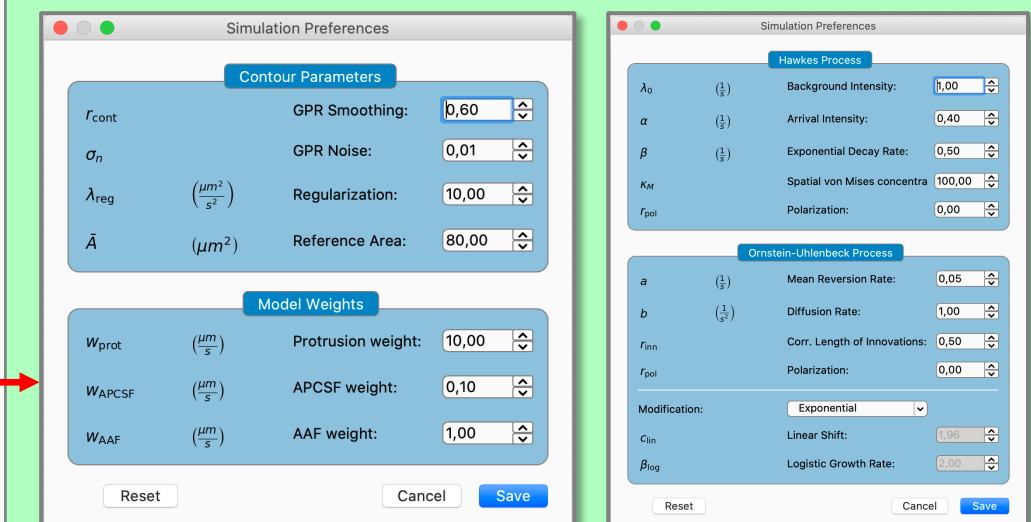 Simulation Preferences
Contour Parameters
r_cont GPR Smoothing: 0,60
σ_n GPR Noise: 0,01
λ_reg (μm²/s²) Regularization: 10,00
Ā (μm²) Reference Area: 80,00
Model Weights
w_prot (μm/s) Protrusion weight: 10,00
w_APCSF (μm/s) APCSF weight: 0,10
w_AAF (μm/s) AAF weight: 1,00
Reset Cancel Save
Simulation Preferences
Hawkes Process
λ₀ (1/s) Background Intensity: 1,00
α (1/s) Arrival Intensity: 0,40
β (1/s) Exponential Decay Rate: 0,50
κ_M Spatial von Mises concentra 100,00
r_pol Polarization: 0,00
Ornstein-Uhlenbeck Process
a (1/s) Mean Reversion Rate: 0,05
b (1/s²) Diffusion Rate: 1,00
r_inn Corr. Length of Innovations: 0,50
r_pol Polarization: 0,00
Modification: Exponential
c_lin Linear Shift: 1,96
β_log Logistic Growth Rate: 2,00
Reset Cancel Save